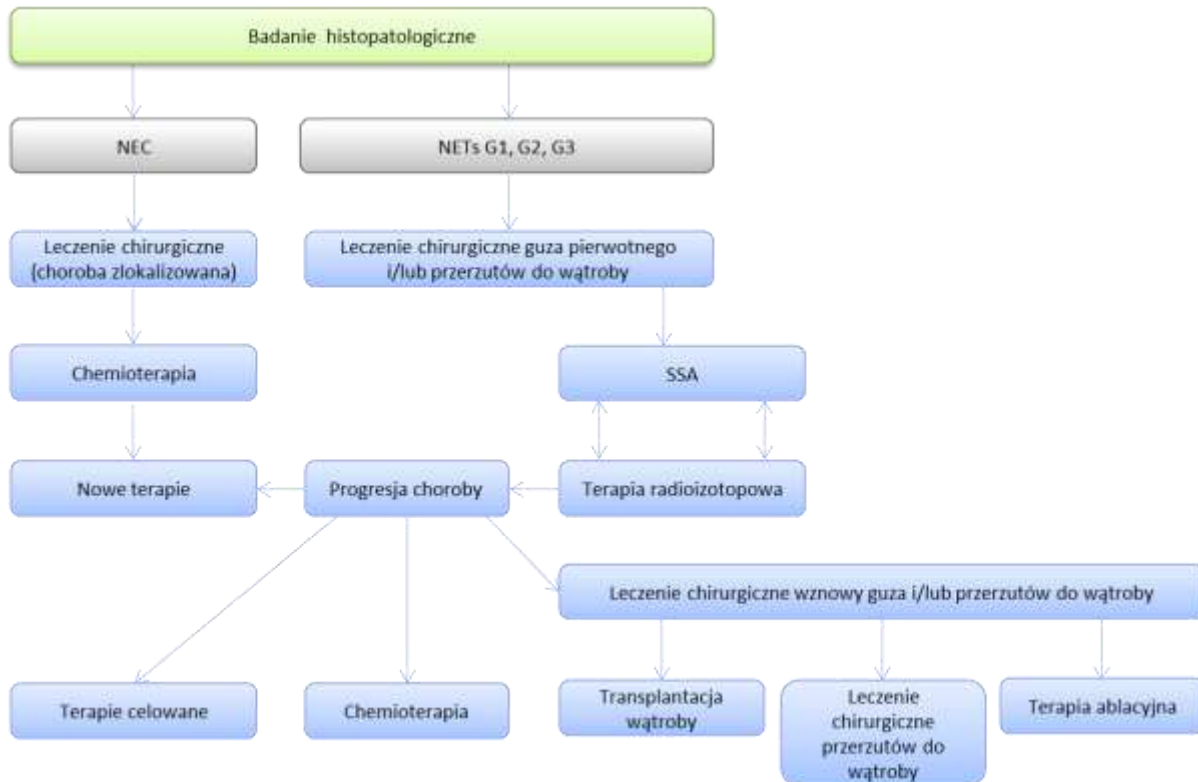 Badanie histopatologiczne
NEC
NETs G1, G2, G3
Leczenie chirurgiczne
(choroba zlokalizowana)
Leczenie chirurgiczne guza pierwotnego
i/lub przerzutów do wątroby
Chemioterapia
SSA
Nowe terapie
Progresja choroby
Terapia radioizotopowa
Leczenie chirurgiczne wznowy guza i/lub przerzutów do wątroby
Terapie celowane
Chemioterapia
Transplantacja
wątroby
Leczenie
chirurgiczne
przerzutów do
wątroby
Terapia ablacyjna